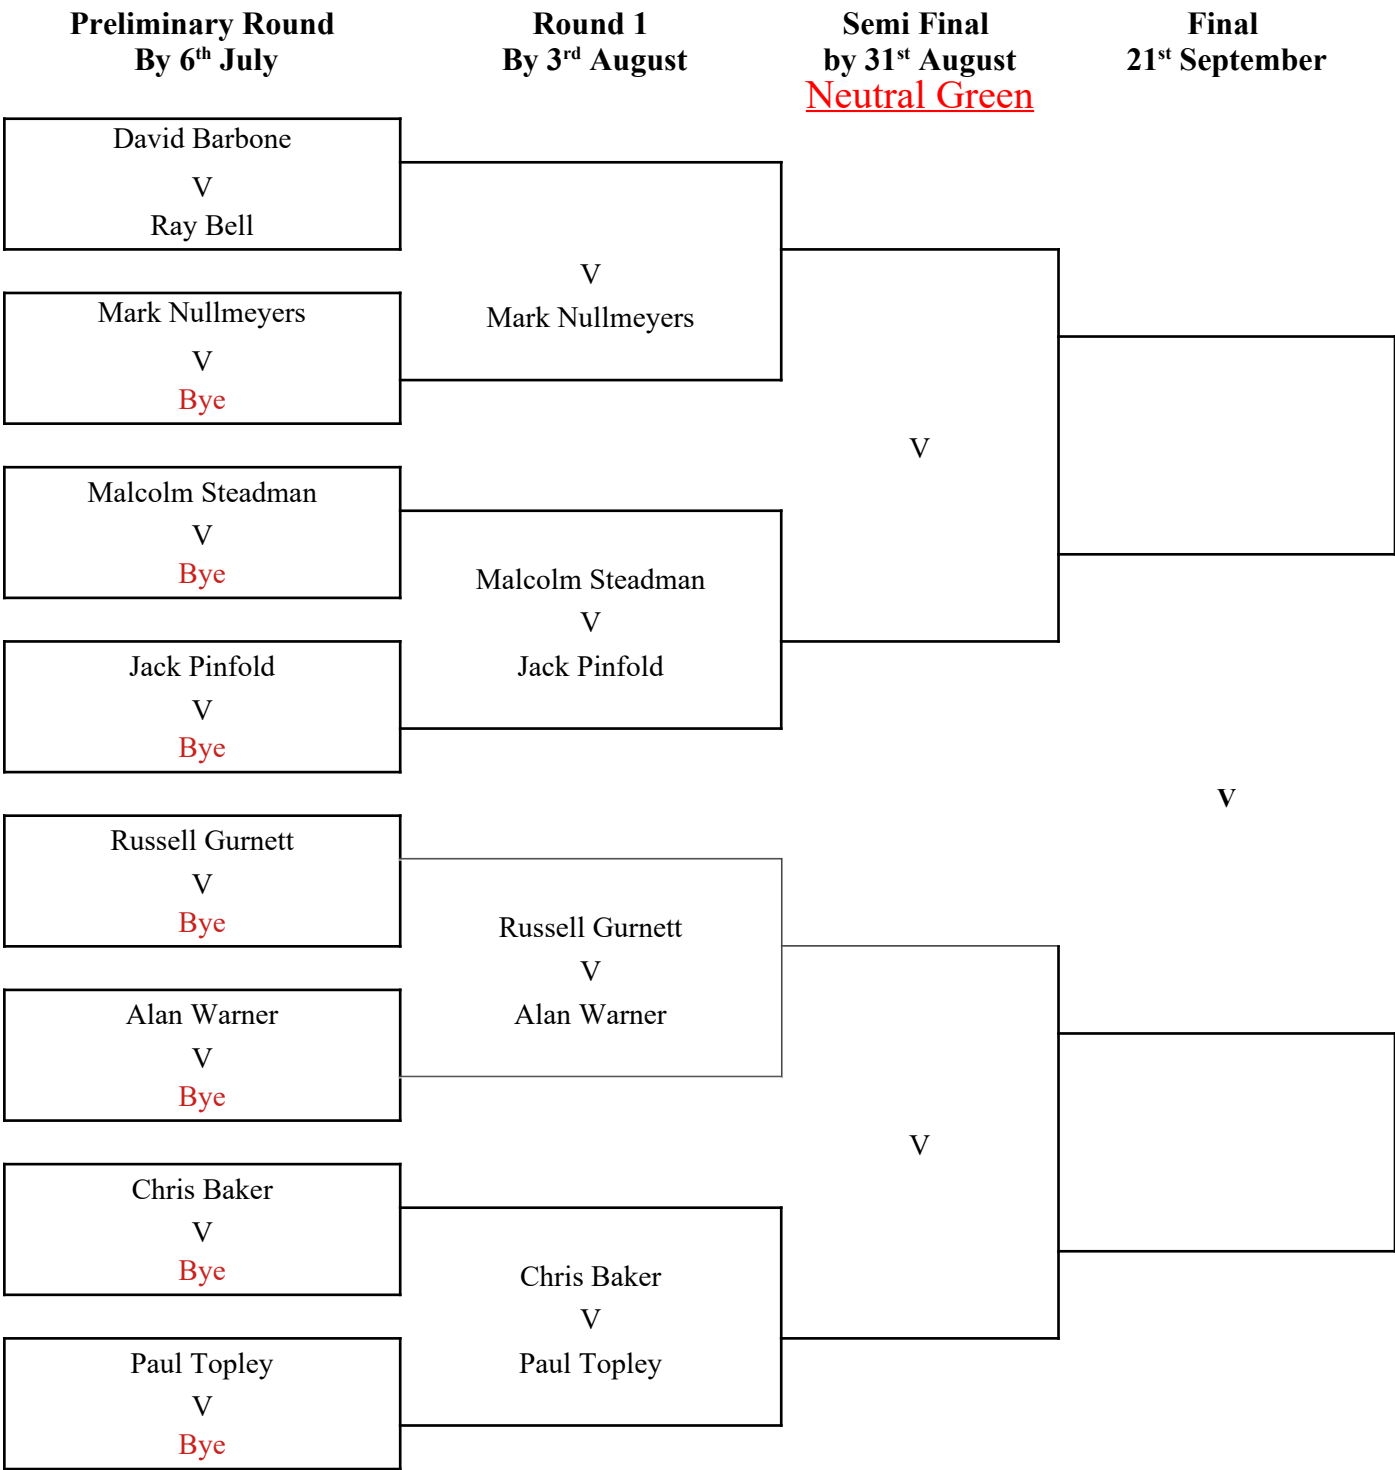 Preliminary Round
By 6th July
Round 1
By 3rd August
Semi Final
by 31st August
Neutral Green
Final
21st September
David Barbone
V
Ray Bell
Mark Nullmeyers
V
Bye
Malcolm Steadman
V
Bye
Jack Pinfold
V
Bye
Russell Gurnett
V
Bye
Alan Warner
V
Bye
Chris Baker
V
Bye
Paul Topley
V
Bye
V
Mark Nullmeyers
Malcolm Steadman
V
Jack Pinfold
Russell Gurnett
V
Alan Warner
Chris Baker
V
Paul Topley
V
V
V